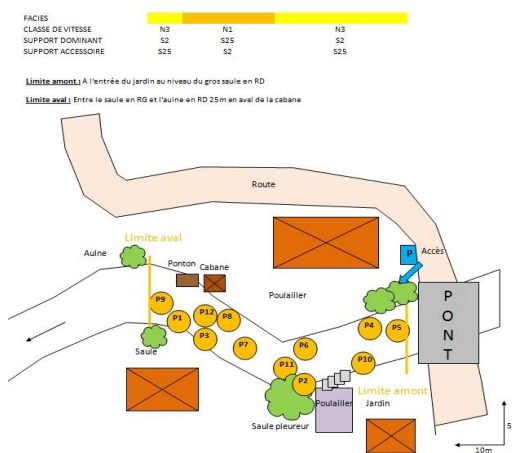 FACIES
CLASSE DE VITESSE N3 N1 N3
SUPPORT DOMINANT S2 S25 S2
SUPPORT ACCESSOIRE S25 S2 S25
Limite amont : A l'entrée du jardin au niveau du gros saule en RD
Limite aval : Entre le saule en RG et l'aulne en RD 25m en aval de la cabane
Route
Limite aval
P Accès
Aulne
Ponton Cabane
Poulailler
P9
P1
P12
P8
P3
P7
P6
P4
P5
PONT
Saule
P11
P2
P10
Limite amont
Poulailler Jardin
Saule pleureur
5
10m